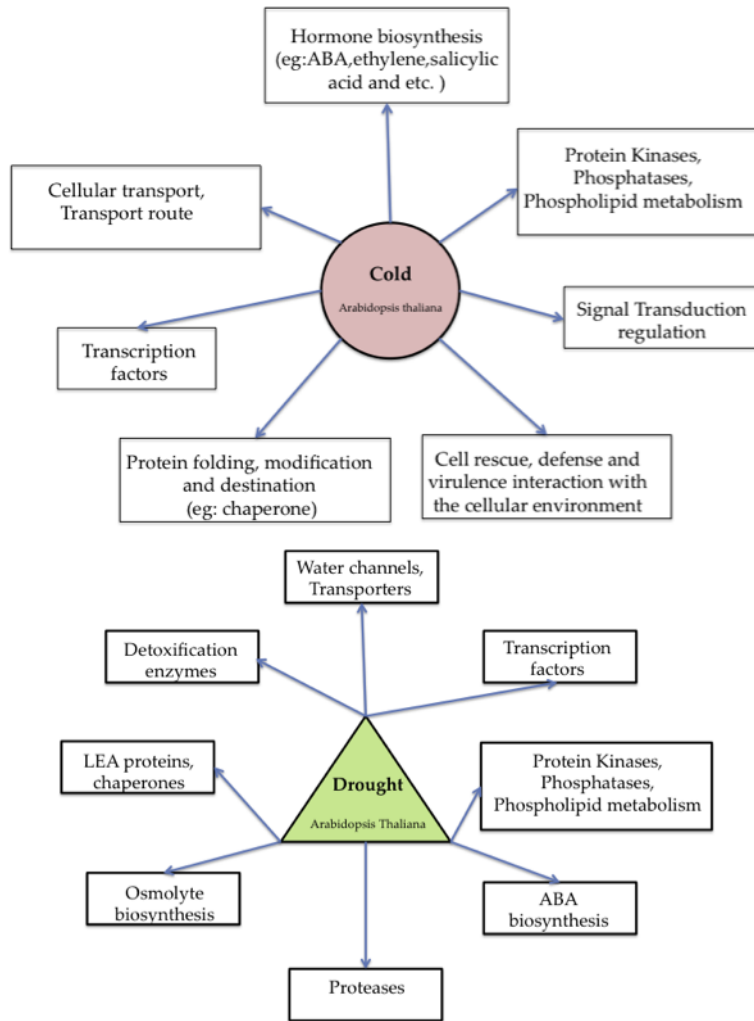 Hormone biosynthesis
(eg:ABA,ethylene,salicylic
acid and etc. )
Protein Kinases,
Phosphatases,
Phospholipid metabolism
Cellular transport,
Transport route
Cold
Arabidopsis thaliana
Signal Transduction
regulation
Transcription
factors
Protein folding, modification
and destination
(eg: chaperone)
Cell rescue, defense and
virulence interaction with
the cellular environment
Water channels,
Transporters
Detoxification
enzymes
Transcription
factors
LEA proteins,
chaperones
Protein Kinases,
Phosphatases,
Phospholipid metabolism
Drought
Arabidopsis Thaliana
Osmolyte
biosynthesis
ABA
biosynthesis
Proteases